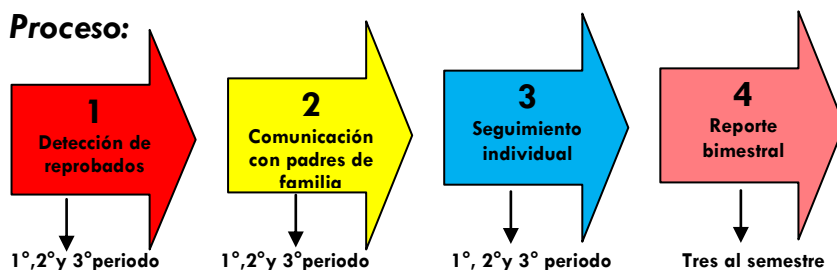 Proceso:
1
Detección de
reprobados
2
Comunicación
con padres de
familia
3
Seguimiento
individual
4
Reporte
bimestral
1°,2°y 3°periodo
1°,2°y 3°periodo
1°, 2°y 3° periodo
Tres al semestre